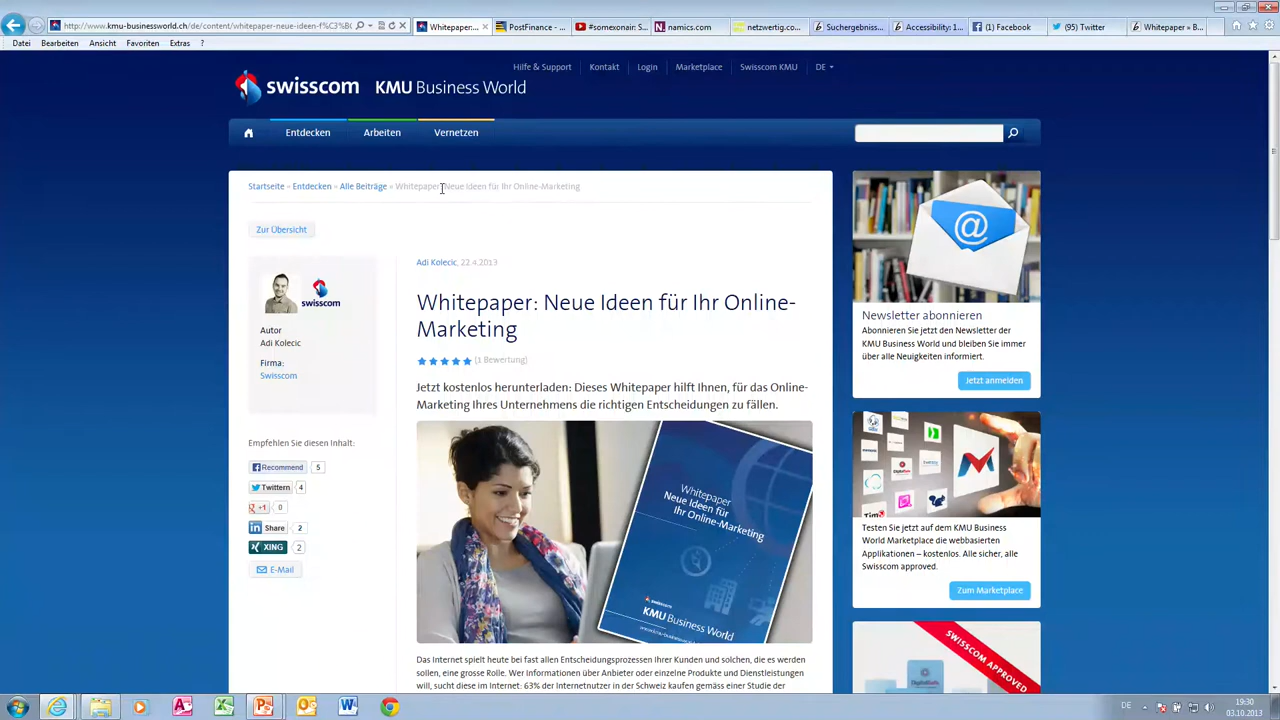 http://www.kmu-businessworld.ch/de/content/whitepaper-neue-ideen-f%C3%B
Whitepaper:...
PostFinance – ...
#somexonair: S...
namics.com
netzwertig.co...
Suchergebniss...
Accessibility: 1...
(1) Facebook
(95) Twitter
Whitepaper » B...
Datei Bearbeiten Ansicht Favoriten Extras ?
Hilfe & Support Kontakt Login Marketplace Swisscom KMU DE
swisscom KMU Business World
Entdecken Arbeiten Vernetzen
Startseite » Entdecken » Alle Beiträge » Whitepaper: Neue Ideen für Ihr Online-Marketing
Zur Übersicht
swisscom
Autor
Adi Kolecic
Firma:
Swisscom
Empfehlen Sie diesen Inhalt:
Recommend 5
Twittern 4
+1 0
Share 2
XING 2
E-Mail
Adi Kolecic, 22.4.2013
Whitepaper: Neue Ideen für Ihr Online-
Marketing
(1 Bewertung)
Jetzt kostenlos herunterladen: Dieses Whitepaper hilft Ihnen, für das Online-
Marketing Ihres Unternehmens die richtigen Entscheidungen zu fällen.
Whitepaper
Neue Ideen für
Ihr Online-Marketing
swisscom
KMU Business World
Das Internet spielt heute bei fast allen Entscheidungsprozessen Ihrer Kunden und solchen, die es werden
sollen, eine grosse Rolle. Wer Informationen über Anbieter oder einzelne Produkte und Dienstleistungen
will, sucht diese im Internet: 63% der Internetnutzer in der Schweiz kaufen gemäss einer Studie der
@
Newsletter abonnieren
Abonnieren Sie jetzt den Newsletter der
KMU Business World und bleiben Sie immer
über alle Neuigkeiten informiert.
Jetzt anmelden
Testen Sie jetzt auf dem KMU Business
World Marketplace die webbasierten
Applikationen – kostenlos. Alle sicher, alle
Swisscom approved.
Zum Marketplace
SWISSCOM APPROVED
DE
19:30
03.10.2013